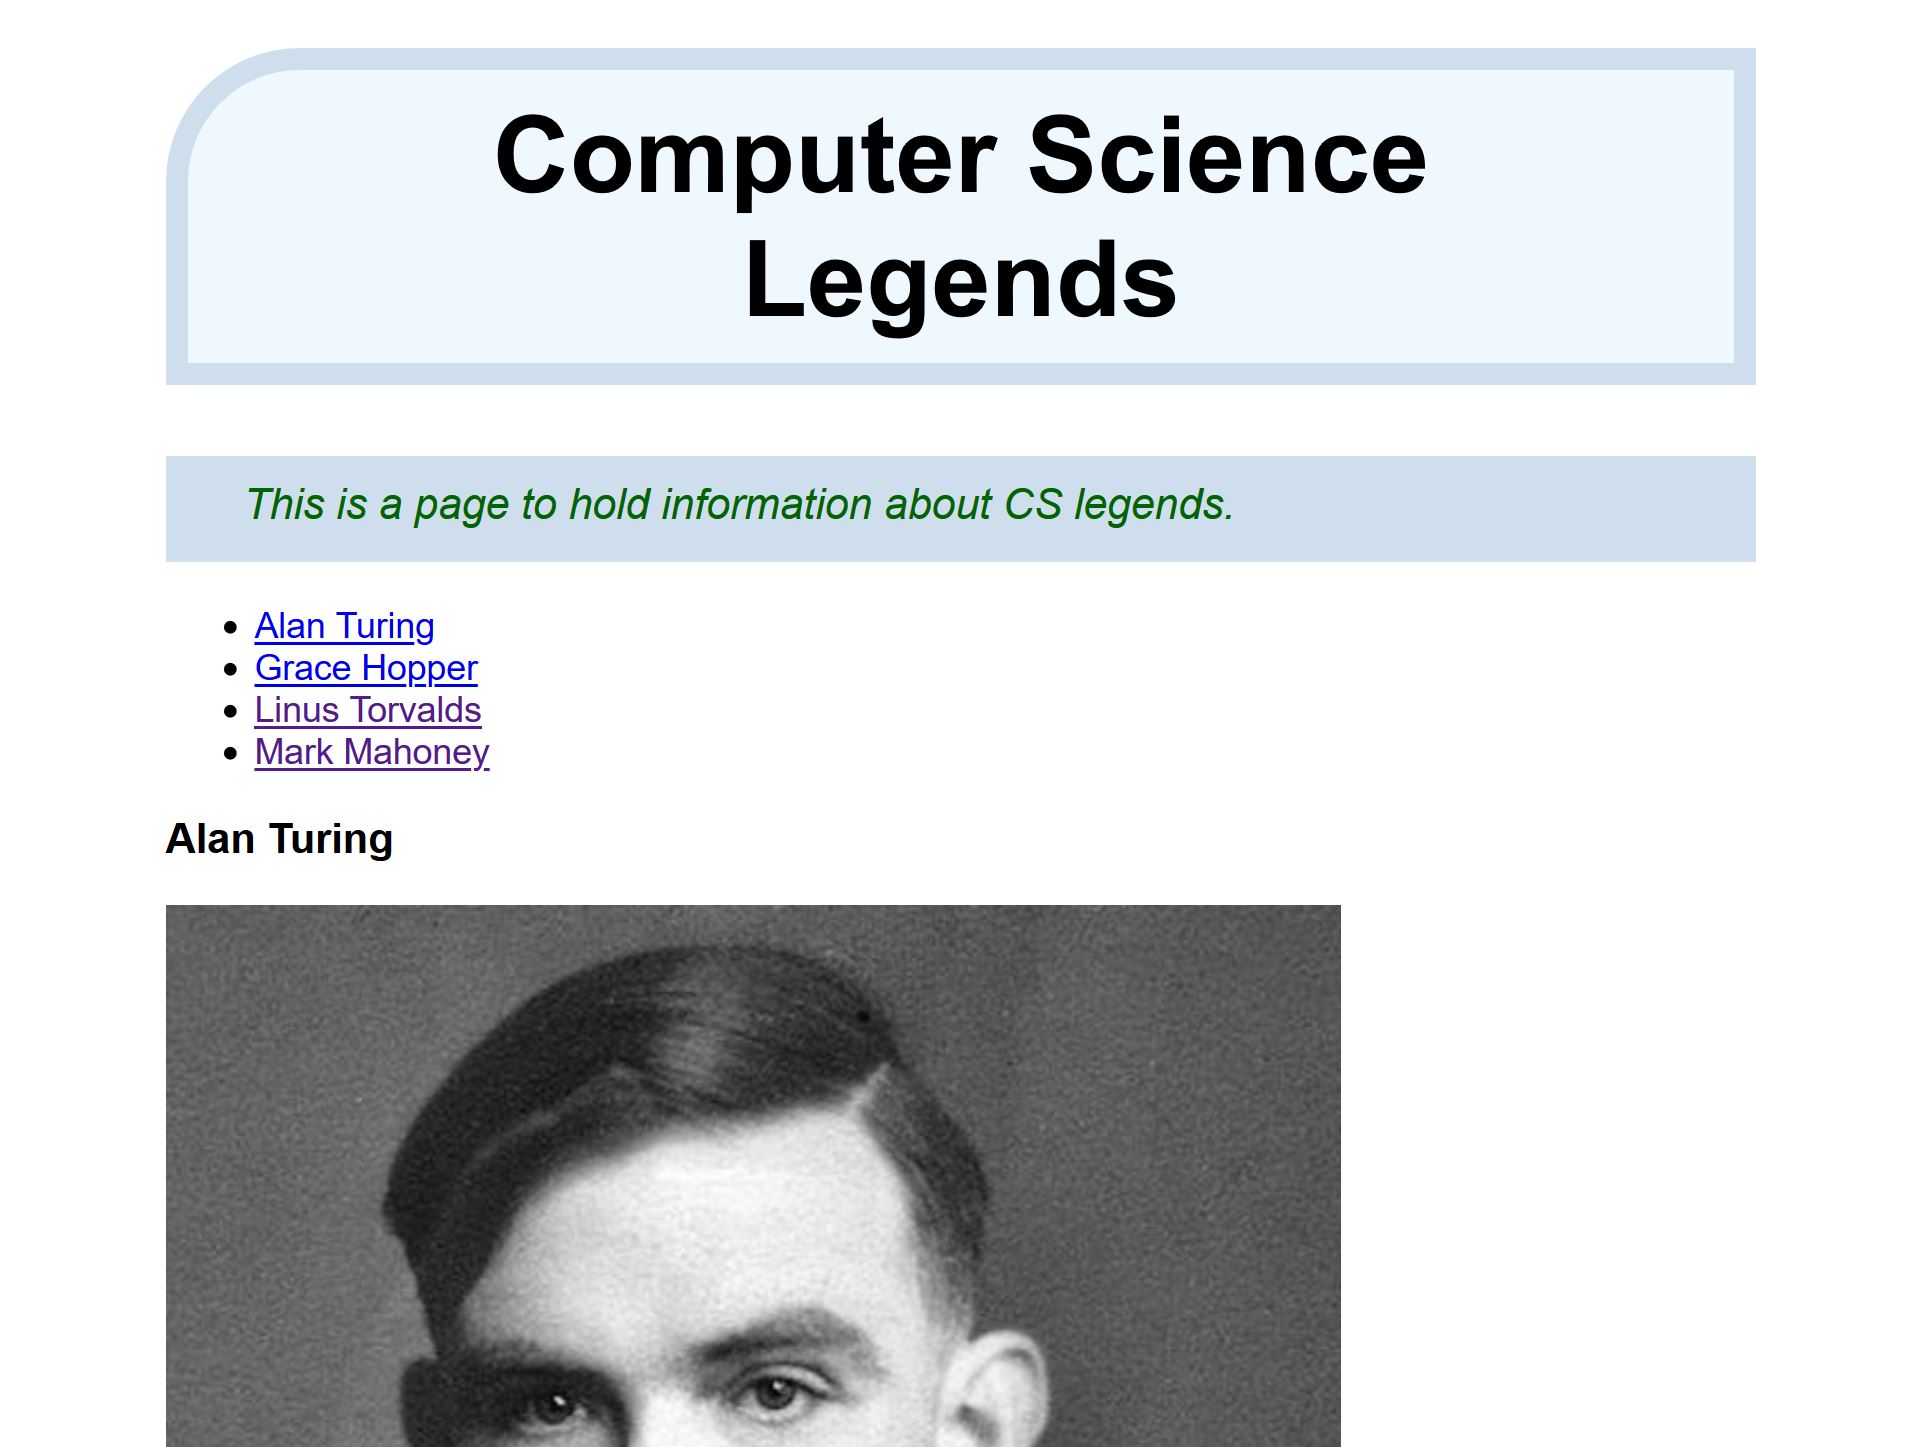 Computer Science
Legends
This is a page to hold information about CS legends.
Alan Turing
Grace Hopper
Linus Torvalds
Mark Mahoney
Alan Turing